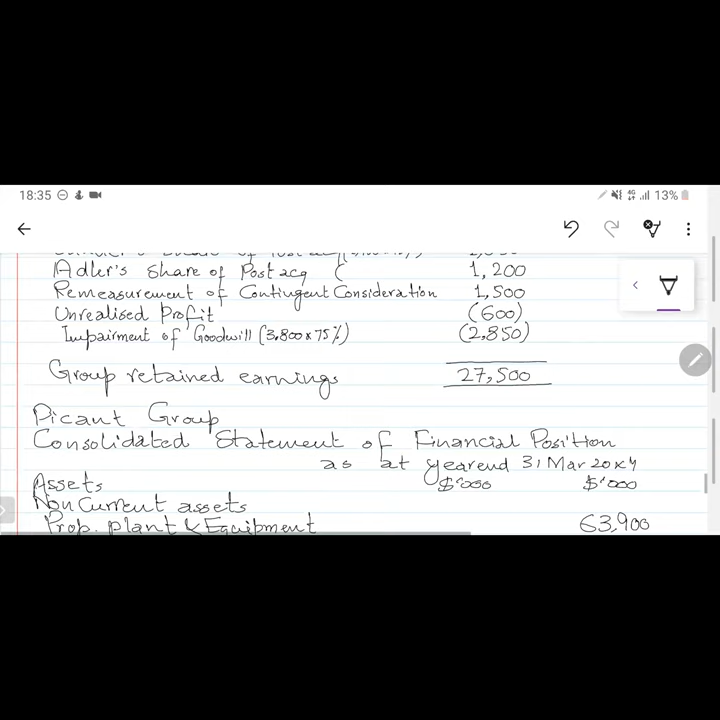 18:35 4G 13%
Adler's Share of Post acq (      1,200
Remeasurement of Contingent Consideration 1,500
Unrealised Profit (600)
Impairment of Goodwill (3,800 x 75%) (2,850)
Group retained earnings 27,500
Picant Group
Consolidated Statement of Financial Position
as at yearend 31 Mar 20x4
Assets $'000 $'000
Non Current assets
Prop. plant & Equipment 63,900